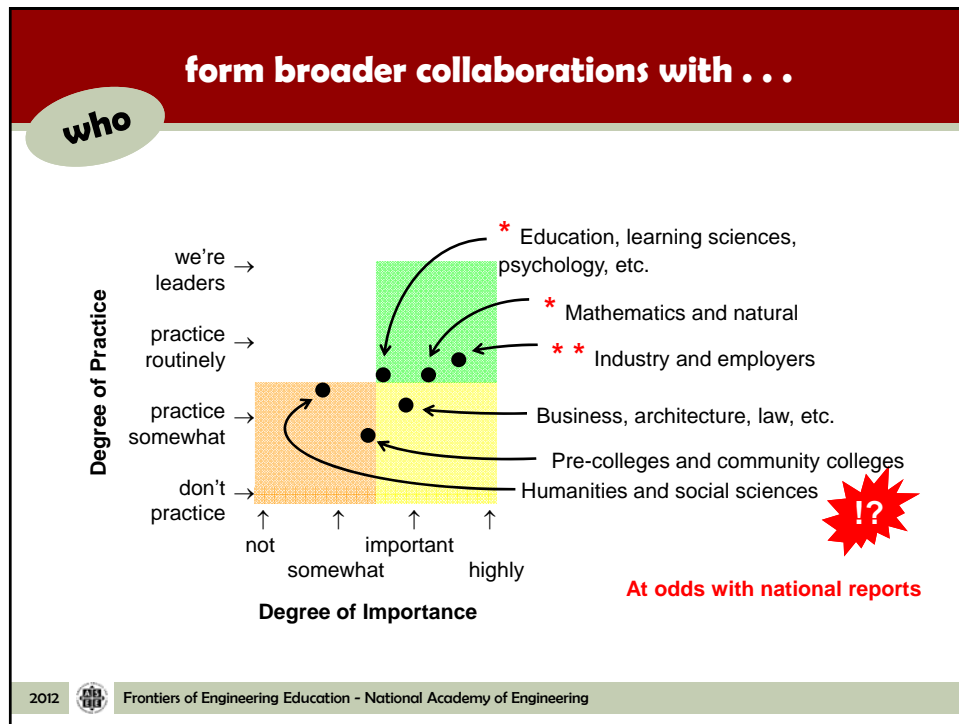 form broader collaborations with . . .
who
Degree of Practice
we're
leaders →
practice
routinely →
practice
somewhat →
don't
practice →
* Education, learning sciences,
psychology, etc.
* Mathematics and natural
* * Industry and employers
Business, architecture, law, etc.
Pre-colleges and community colleges
Humanities and social sciences
!?
↑ ↑ ↑ ↑
not important
somewhat highly
Degree of Importance
At odds with national reports
2012 ASEE Frontiers of Engineering Education - National Academy of Engineering